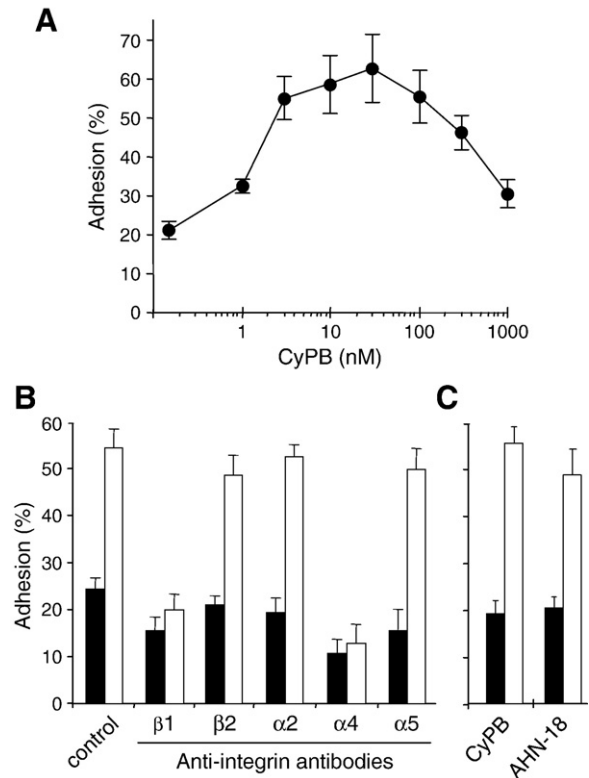 A
70
60
50
40
30
20
10
0
Adhesion (%)
1
10
100
1000
CyPB (nM)
B
60
50
40
30
20
10
0
Adhesion (%)
control
β1
β2
α2
α4
α5
Anti-integrin antibodies
C
CyPB
AHN-18